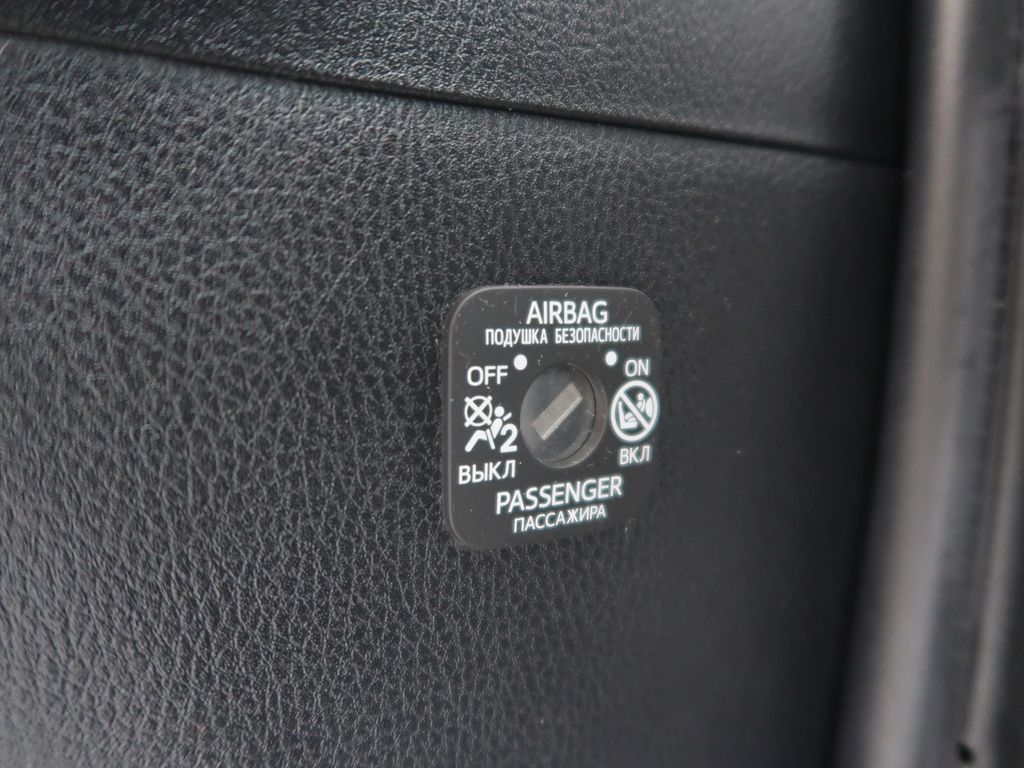 AIRBAG
ПОДУШКА БЕЗОПАСНОСТИ
OFF ON
2
ВЫКЛ ВКЛ
PASSENGER
ПАССАЖИРА